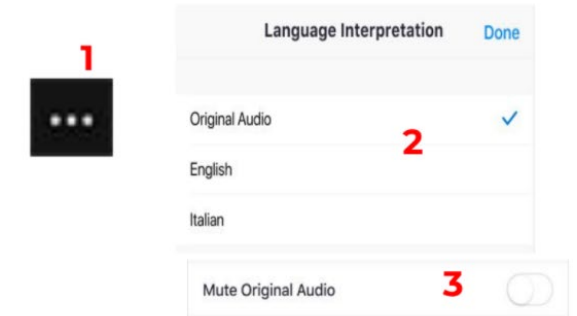 1
...
Language Interpretation Done
Original Audio
2
English
Italian
Mute Original Audio 3